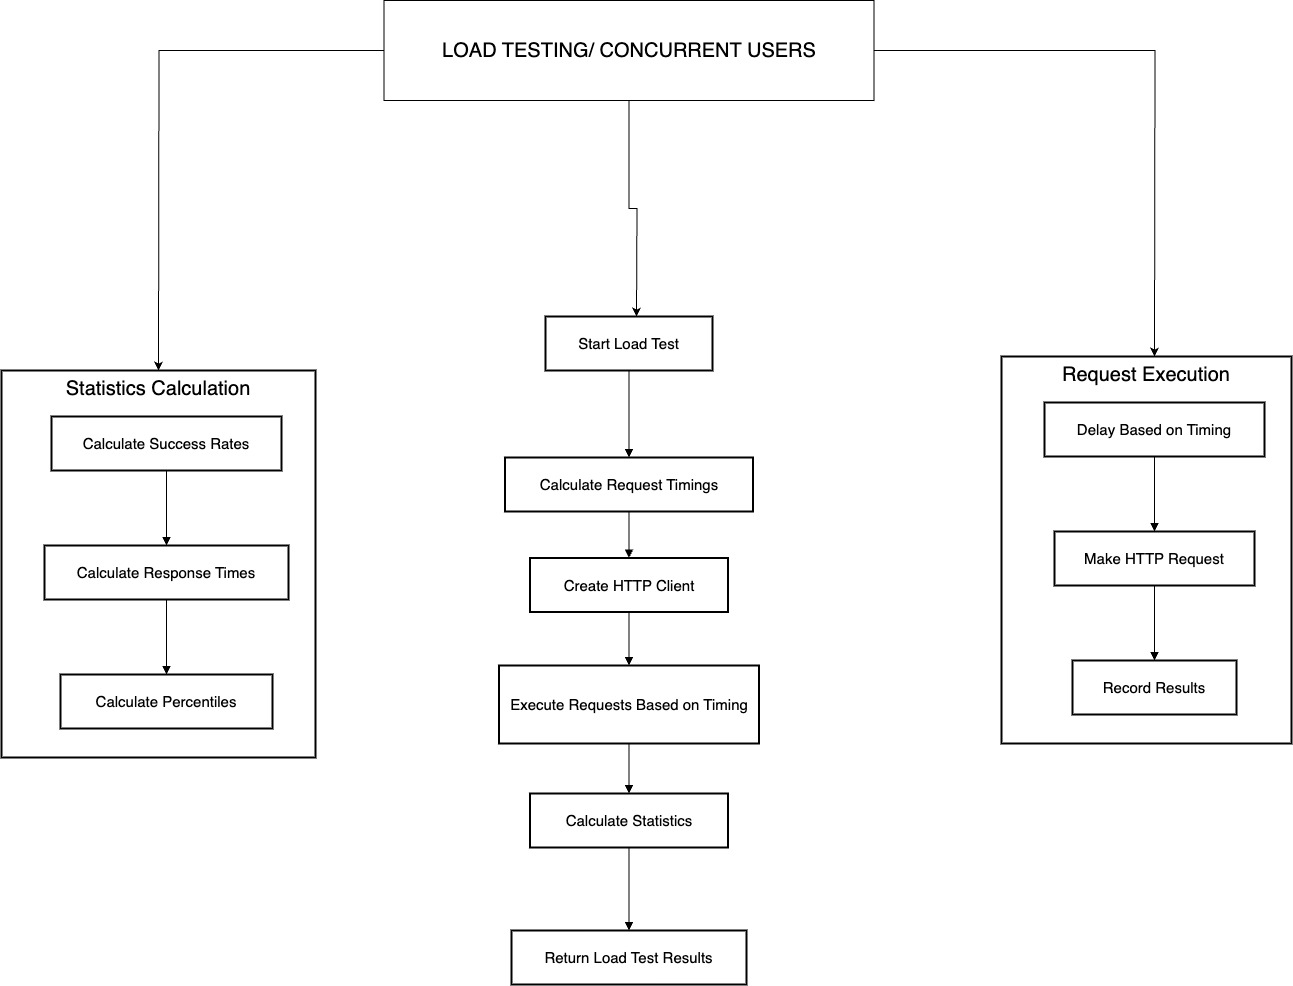 LOAD TESTING/ CONCURRENT USERS
Statistics Calculation
Calculate Success Rates
Calculate Response Times
Calculate Percentiles
Start Load Test
Calculate Request Timings
Create HTTP Client
Execute Requests Based on Timing
Calculate Statistics
Return Load Test Results
Request Execution
Delay Based on Timing
Make HTTP Request
Record Results